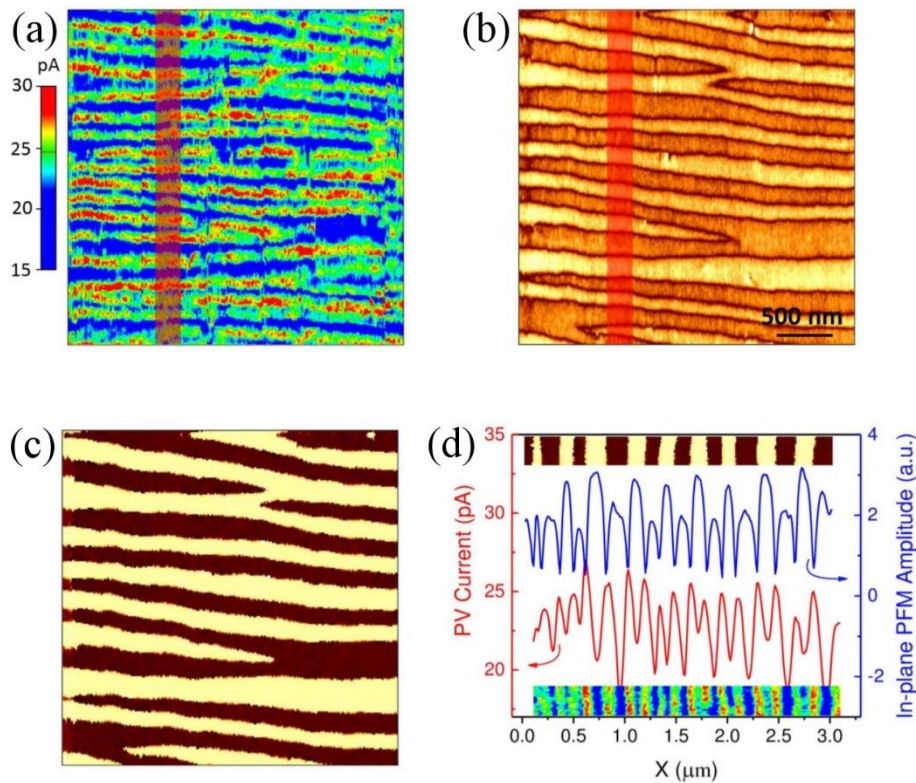 (a)
pA
30
25
20
15
(b)
500 nm
(c)
(d)
35
30
25
20
PV Current (pA)
4
2
0
-2
In-plane PFM Amplitude (a.u.)
0.0 0.5 1.0 1.5 2.0 2.5 3.0
X (μm)